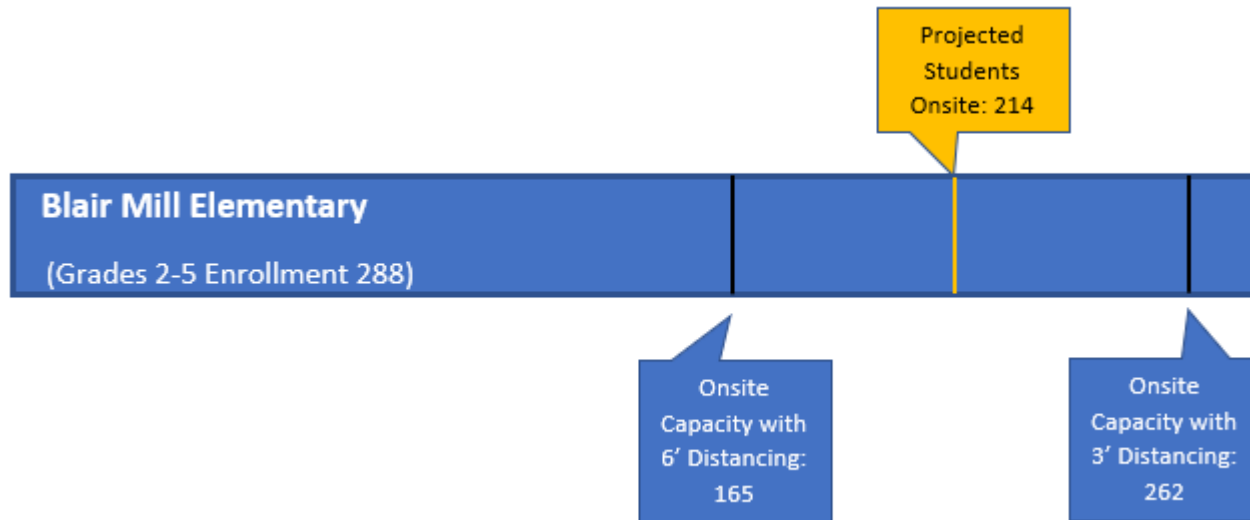 Projected
Students
Onsite: 214
Blair Mill Elementary
(Grades 2-5 Enrollment 288)
Onsite
Capacity with
6’ Distancing:
165
Onsite
Capacity with
3’ Distancing:
262